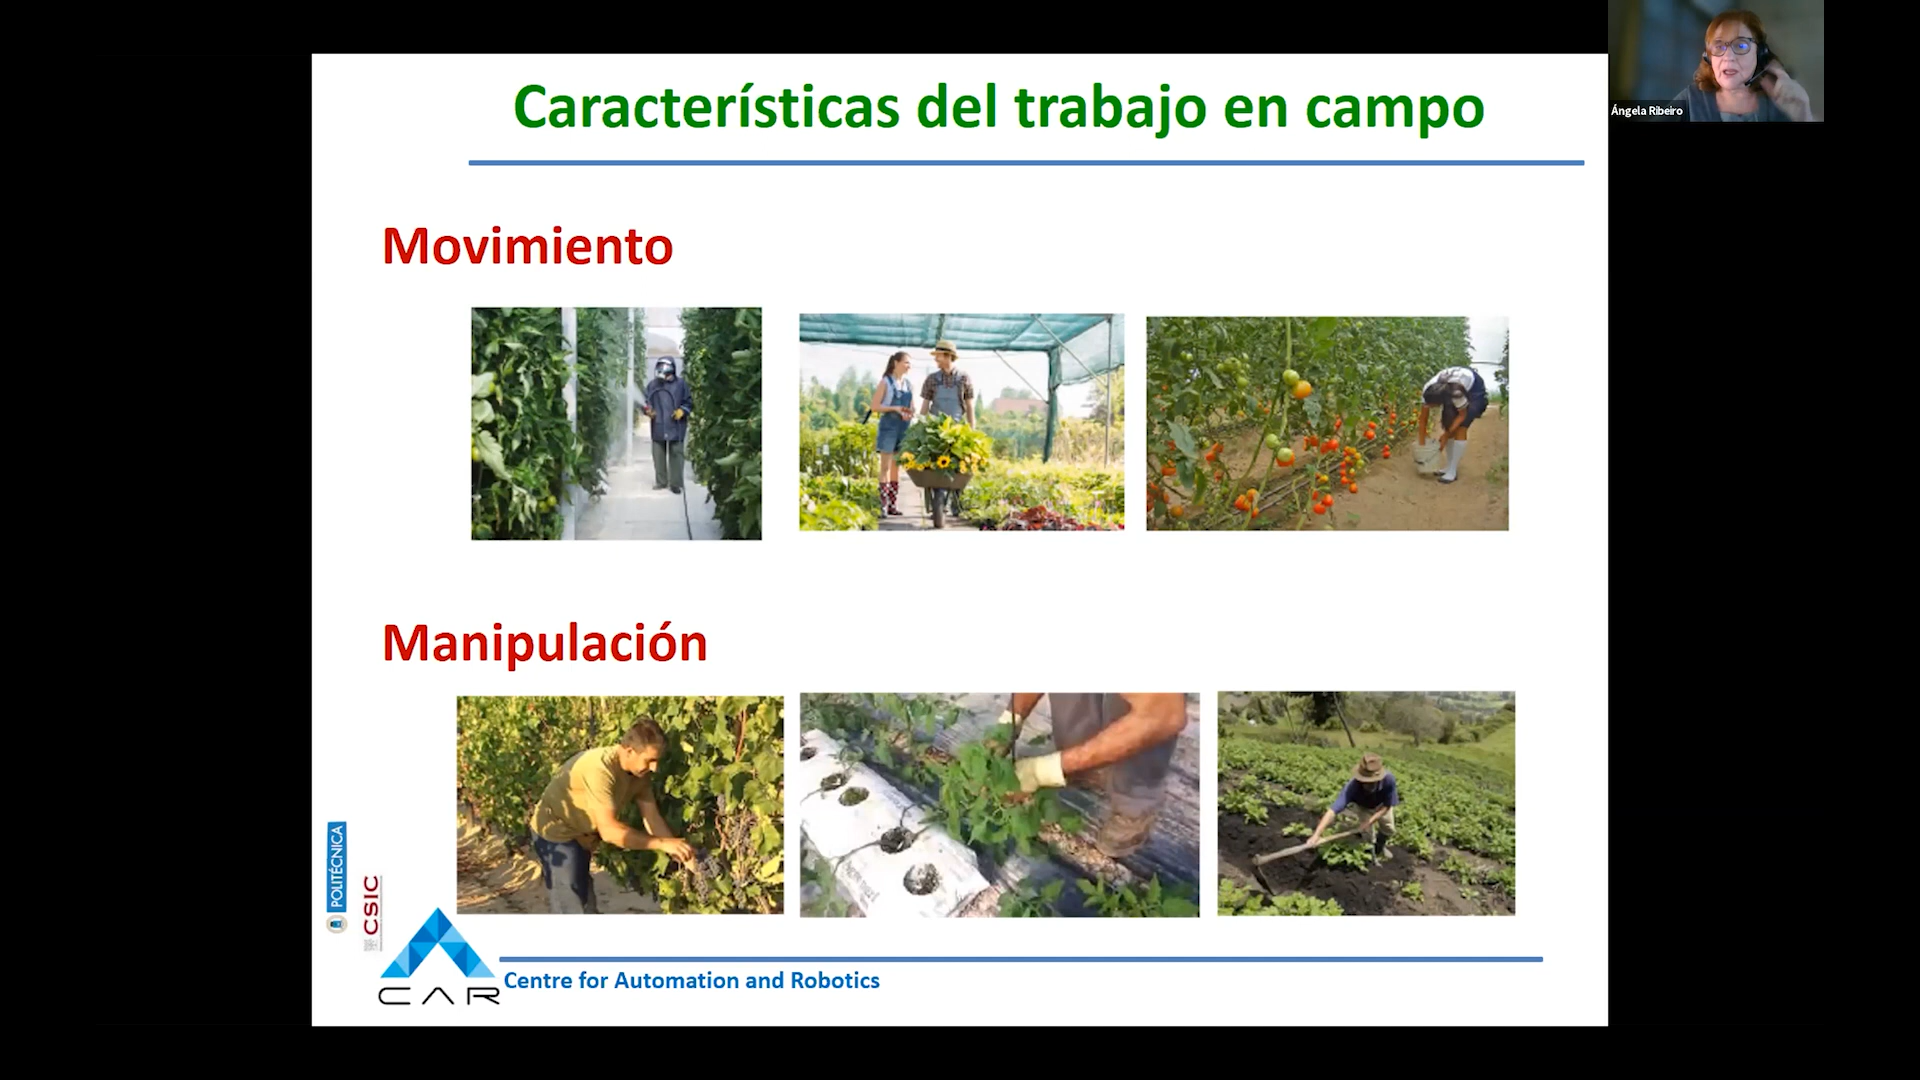 Características del trabajo en campo
Ángela Ribeiro
Movimiento
Manipulación
POLITÉCNICA
CSIC
CAR
Centre for Automation and Robotics